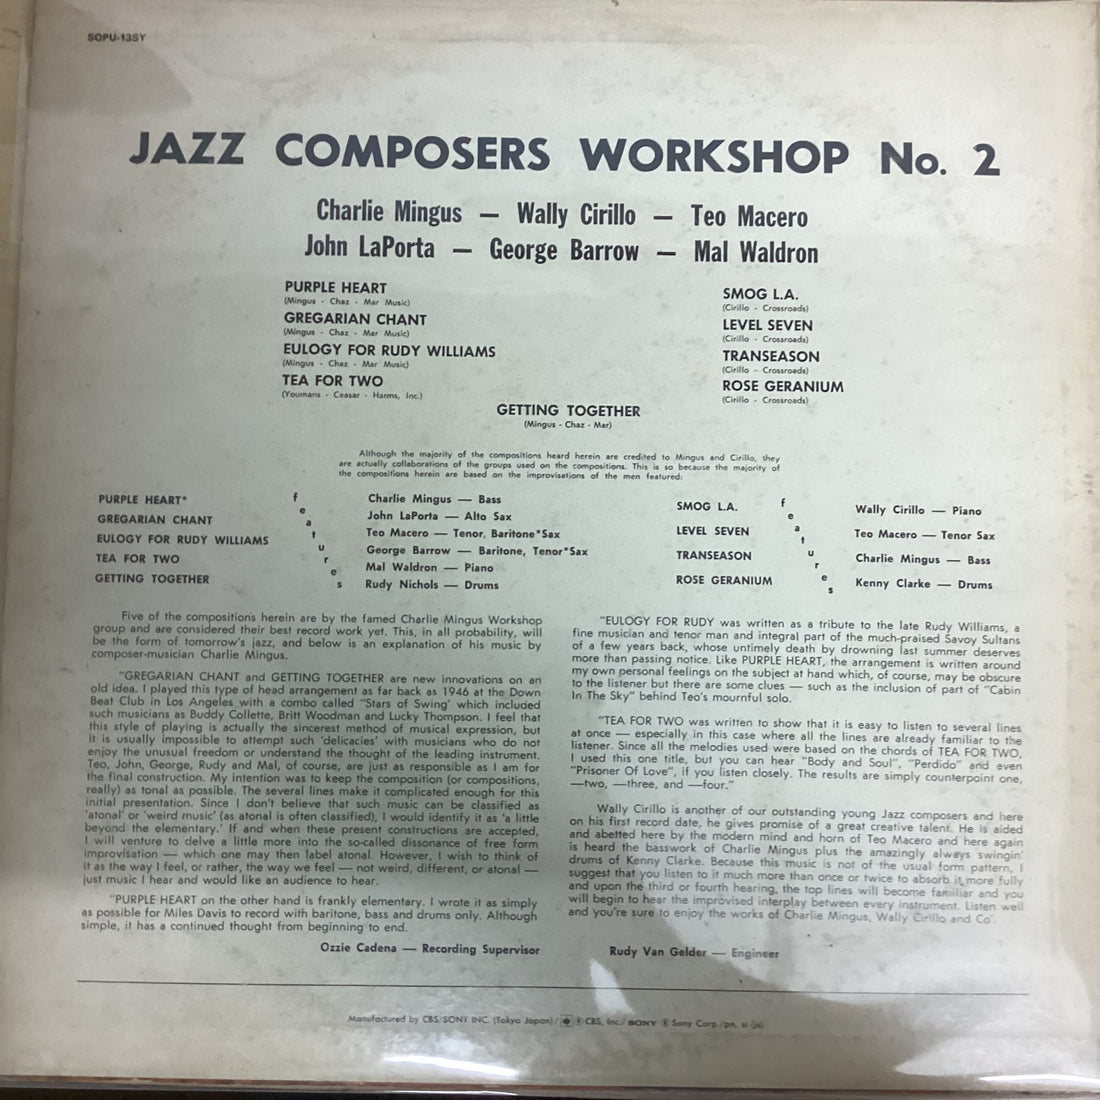 SOPU-13SY
JAZZ COMPOSERS WORKSHOP No. 2
Charlie Mingus — Wally Cirillo — Teo Macero
John LaPorta — George Barrow — Mal Waldron
PURPLE HEART
(Mingus - Chaz - Mar Music)
GREGARIAN CHANT
(Mingus - Chaz - Mar Music)
EULOGY FOR RUDY WILLIAMS
(Mingus - Chaz - Mar Music)
TEA FOR TWO
(Youmans - Ceasar - Harms, Inc.)
SMOG L.A.
(Cirillo - Crossroads)
LEVEL SEVEN
(Cirillo - Crossroads)
TRANSEASON
(Cirillo - Crossroads)
ROSE GERANIUM
(Cirillo - Crossroads)
GETTING TOGETHER
(Mingus - Chaz - Mar)
Although the majority of the compositions heard herein are credited to Mingus and Cirillo, they
are actually collaborations of the groups used on the compositions. This is so because the majority of
the compositions herein are based on the improvisations of the men featured:
PURPLE HEART*
GREGARIAN CHANT
EULOGY FOR RUDY WILLIAMS
TEA FOR TWO
GETTING TOGETHER
features
Charlie Mingus — Bass
John LaPorta — Alto Sax
Teo Macero — Tenor, Baritone*Sax
George Barrow — Baritone, Tenor*Sax
Mal Waldron — Piano
Rudy Nichols — Drums
SMOG L.A.
LEVEL SEVEN
TRANSEASON
ROSE GERANIUM
features
Wally Cirillo — Piano
Teo Macero — Tenor Sax
Charlie Mingus — Bass
Kenny Clarke — Drums
Five of the compositions herein are by the famed Charlie Mingus Workshop
group and are considered their best record work yet. This, in all probability, will
be the form of tomorrow's jazz, and below is an explanation of his music by
composer-musician Charlie Mingus.
"GREGARIAN CHANT and GETTING TOGETHER are new innovations on an
old idea. I played this type of head arrangement as far back as 1946 at the Down
Beat Club in Los Angeles with a combo called "Stars of Swing' which included
such musicians as Buddy Collette, Britt Woodman and Lucky Thompson. I feel that
this style of playing is actually the sincerest method of musical expression, but
it is usually impossible to attempt such 'delicacies' with musicians who do not
enjoy the unusual freedom or understand the thought of the leading instrument.
Teo, John, George, Rudy and Mal, of course, are just as responsible as I am for
the final construction. My intention was to keep the composition (or compositions,
really) as tonal as possible. The several lines make it complicated enough for this
initial presentation. Since I don't believe that such music can be classified as
'atonal' or 'weird music' (as atonal is often classified), I would identify it as 'a little
beyond the elementary.' If and when these present constructions are accepted,
I will venture to delve a little more into the so-called dissonance of free form
improvisation — which one may then label atonal. However, I wish to think of
it as the way I feel, or rather, the way we feel — not weird, different, or atonal —
just music I hear and would like an audience to hear.
"PURPLE HEART on the other hand is frankly elementary. I wrote it as simply
as possible for Miles Davis to record with baritone, bass and drums only. Although
simple, it has a continued thought from beginning to end.
"EULOGY FOR RUDY was written as a tribute to the late Rudy Williams, a
fine musician and tenor man and integral part of the much-praised Savoy Sultans
of a few years back, whose untimely death by drowning last summer deserves
more than passing notice. Like PURPLE HEART, the arrangement is written around
my own personal feelings on the subject at hand which, of course, may be obscure
to the listener but there are some clues — such as the inclusion of part of "Cabin
In The Sky" behind Teo's mournful solo.
"TEA FOR TWO was written to show that it is easy to listen to several lines
at once — especially in this case where all the lines are already familiar to the
listener. Since all the melodies used were based on the chords of TEA FOR TWO,
I used this one title, but you can hear "Body and Soul", "Perdido" and even
"Prisoner Of Love", if you listen closely. The results are simply counterpoint one,
—two, —three, and —four."
Wally Cirillo is another of our outstanding young Jazz composers and here
on his first record date, he gives promise of a great creative talent. He is aided
and abetted here by the modern mind and horn of Teo Macero and here again
is heard the basswork of Charlie Mingus plus the amazingly always swingin'
drums of Kenny Clarke. Because this music is not of the usual form pattern, I
suggest that you listen to it much more than once or twice to absorb it more fully
and upon the third or fourth hearing, the top lines will become familiar and you
will begin to hear the improvised interplay between every instrument. Listen well
and you're sure to enjoy the works of Charlie Mingus, Wally Cirillo and Co'.
Ozzie Cadena — Recording Supervisor
Rudy Van Gelder — Engineer
Manufactured by CBS/SONY INC. (Tokyo Japan)/ ® CBS, Inc./ SONY ® Sony Corp./pn, si (js)